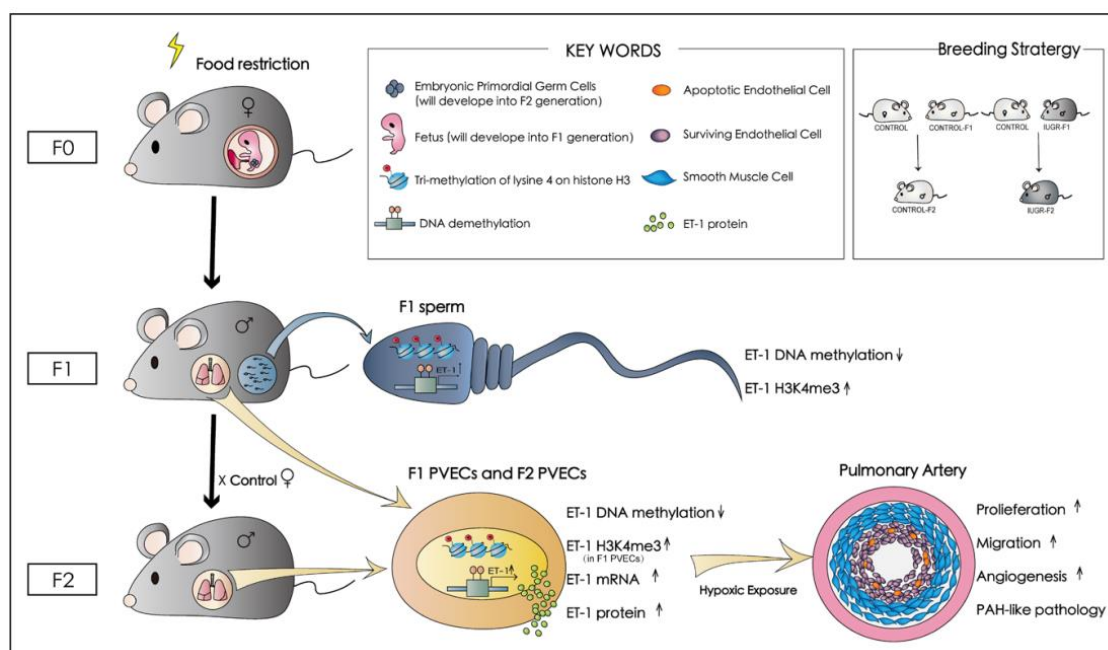 Food restriction
F0
KEY WORDS
Embryonic Primordial Germ Cells
(will develope into F2 generation)
Fetus (will develope into F1 generation)
Tri-methylation of lysine 4 on histone H3
DNA demethylation
Apoptotic Endothelial Cell
Surviving Endothelial Cell
Smooth Muscle Cell
ET-1 protein
Breeding Stratergy
CONTROL
CONTROL-F1
CONTROL
IUGR-F1
CONTROL-F2
IUGR-F2
♀
♂
F1
F1 sperm
ET-1↑
ET-1 DNA methylation ↓
ET-1 H3K4me3 ↑
X Control ♀
♂
F2
F1 PVECs and F2 PVECs
ET-1↑
ET-1 DNA methylation ↓
ET-1 H3K4me3 ↑
(in F1 PVECs)
ET-1 mRNA ↑
ET-1 protein ↑
Hypoxic Exposure
Pulmonary Artery
Prolieferation ↑
Migration ↑
Angiogenesis ↑
PAH-like pathology